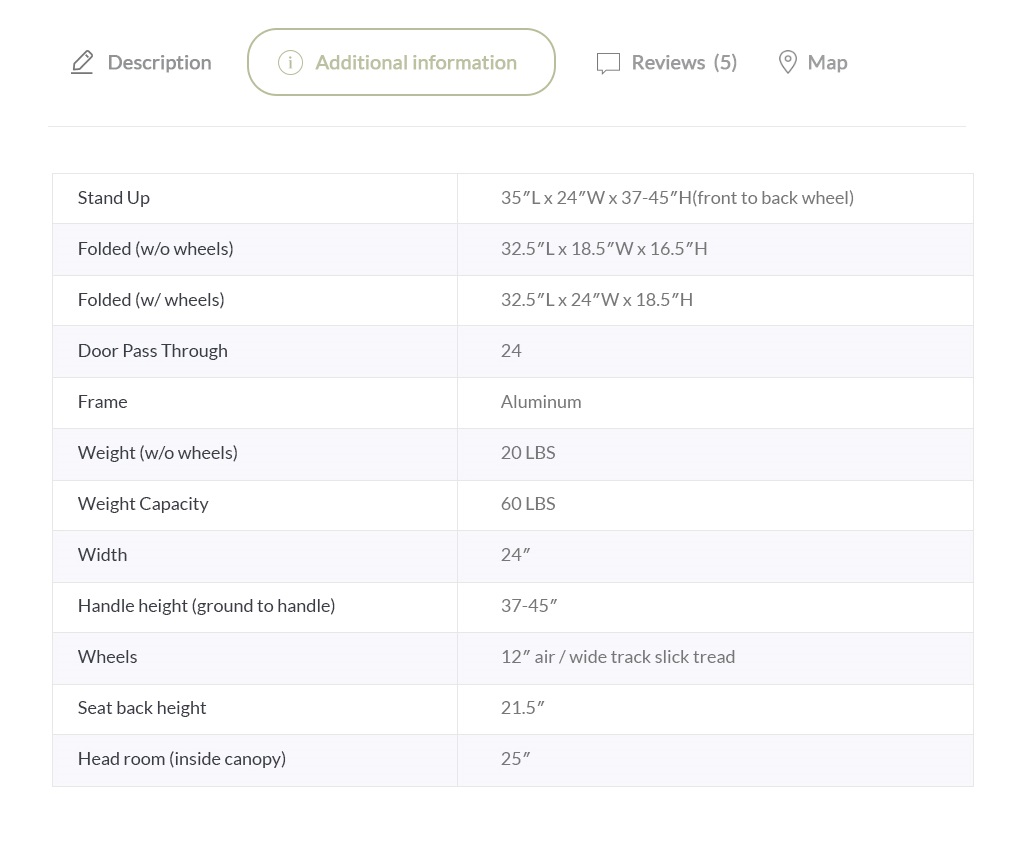 Description
Additional information
Reviews (5)
Map
Stand Up 35″L x 24″W x 37-45″H(front to back wheel)
Folded (w/o wheels) 32.5″L x 18.5″W x 16.5″H
Folded (w/ wheels) 32.5″L x 24″W x 18.5″H
Door Pass Through 24
Frame Aluminum
Weight (w/o wheels) 20 LBS
Weight Capacity 60 LBS
Width 24″
Handle height (ground to handle) 37-45″
Wheels 12″ air / wide track slick tread
Seat back height 21.5″
Head room (inside canopy) 25″